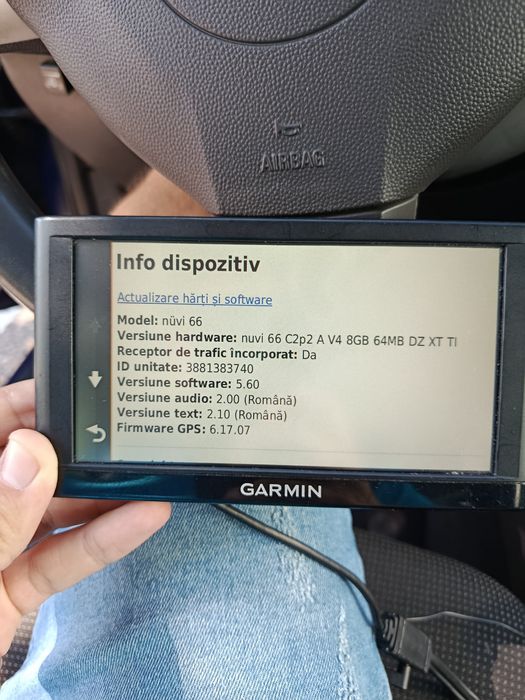 AIRBAG
Info dispozitiv
Actualizare hărți și software
Model: nüvi 66
Versiune hardware: nuvi 66 C2p2 A V4 8GB 64MB DZ XT TI
Receptor de trafic încorporat: Da
ID unitate: 3881383740
Versiune software: 5.60
Versiune audio: 2.00 (Română)
Versiune text: 2.10 (Română)
Firmware GPS: 6.17.07
GARMIN